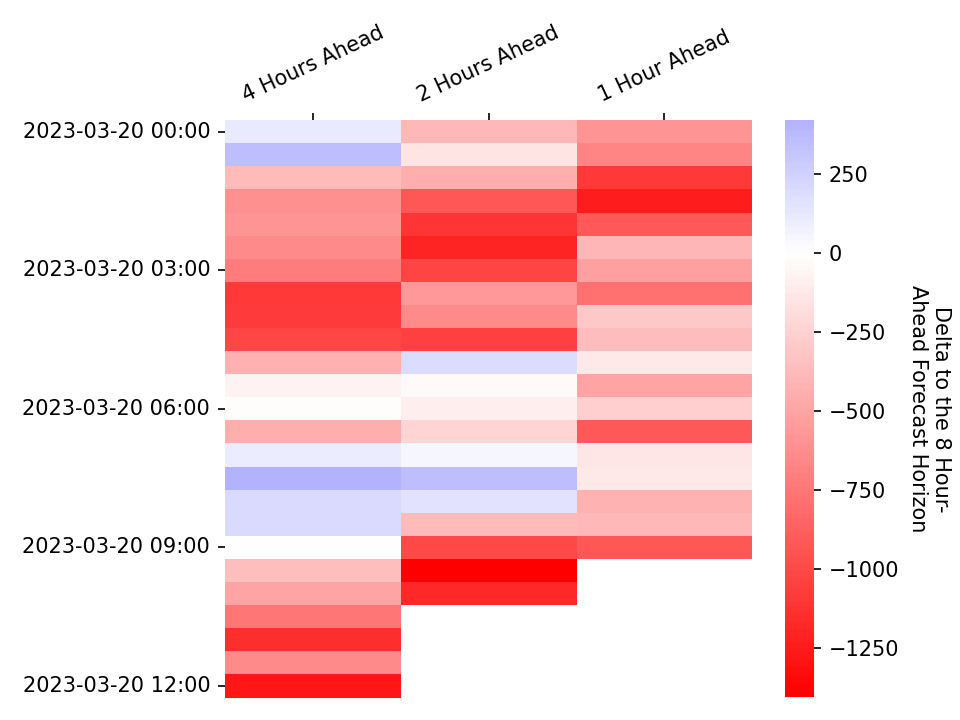 4 Hours Ahead
2 Hours Ahead
1 Hour Ahead
2023-03-20 00:00
2023-03-20 03:00
2023-03-20 06:00
2023-03-20 09:00
2023-03-20 12:00
250
0
−250
−500
−750
−1000
−1250
Delta to the 8 Hour-
Ahead Forecast Horizon